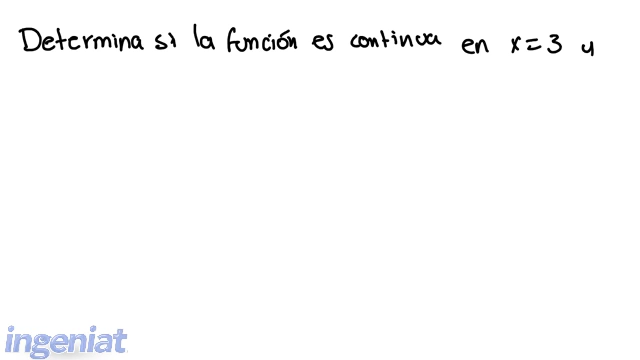 Determina si la función es continua en x = 3 y
ingeniat